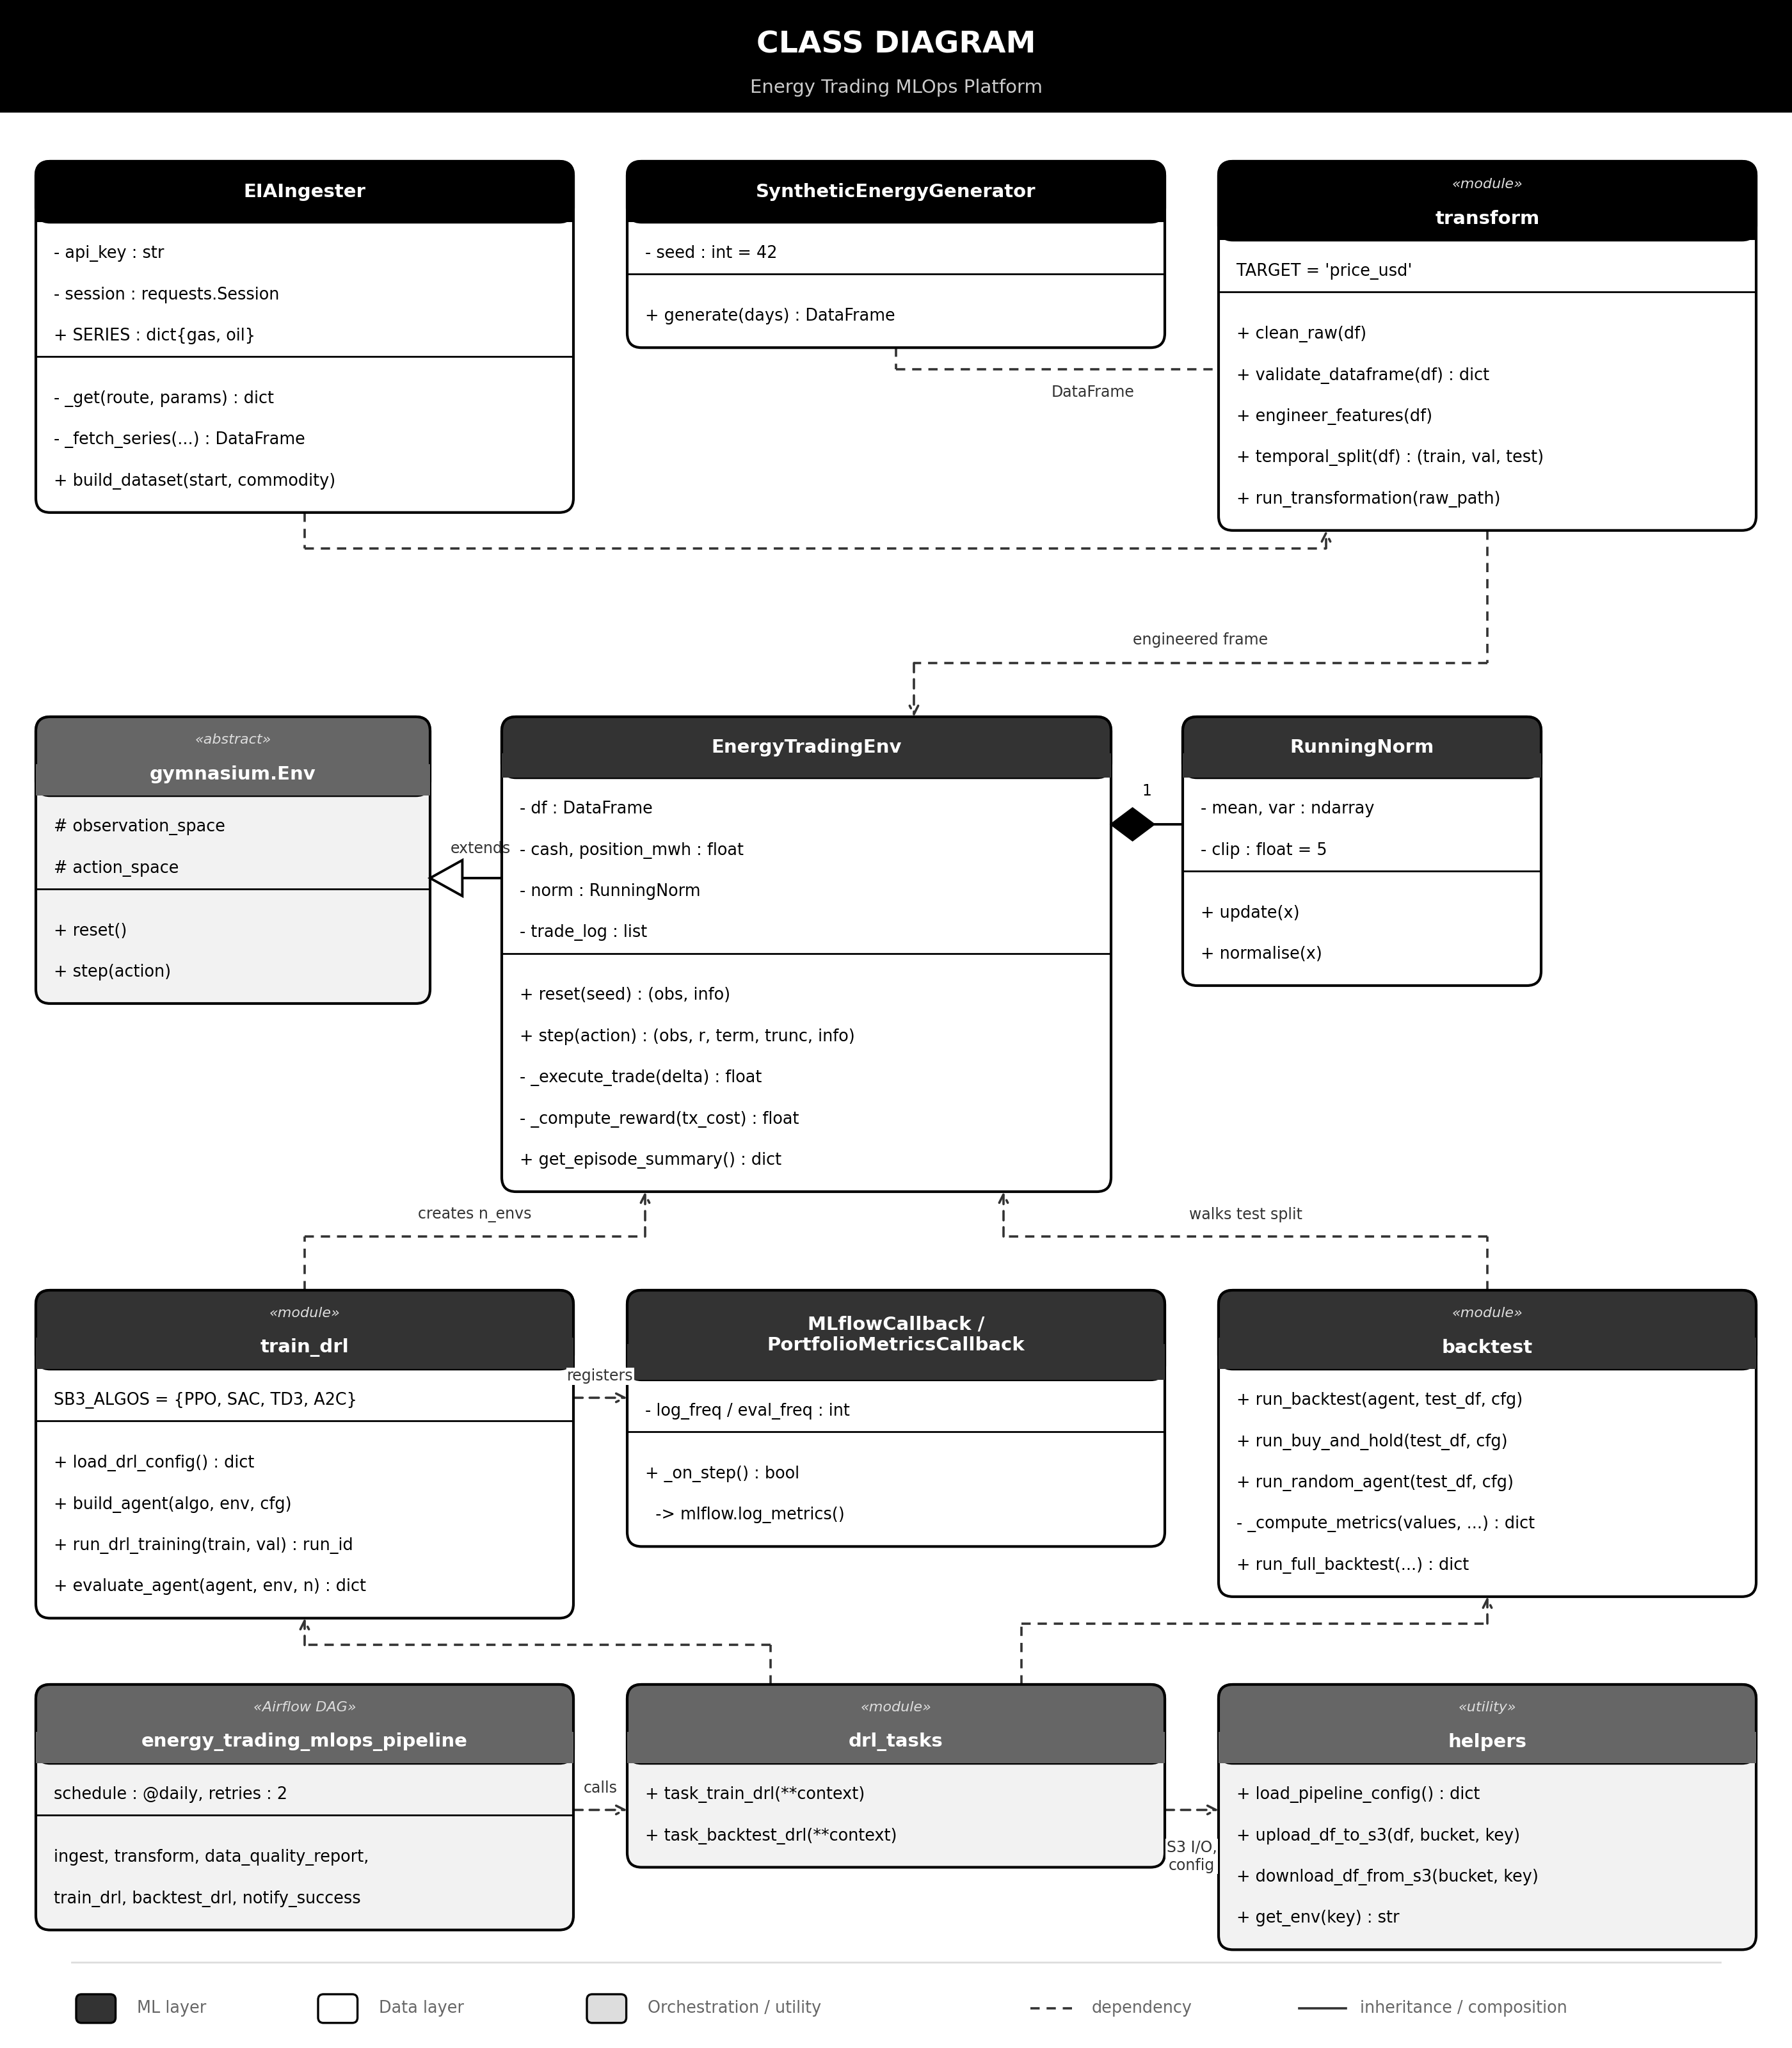 CLASS DIAGRAM
Energy Trading MLOps Platform
EIAIngester
- api_key : str
- session : requests.Session
+ SERIES : dict{gas, oil}
- _get(route, params) : dict
- _fetch_series(...) : DataFrame
+ build_dataset(start, commodity)
SyntheticEnergyGenerator
- seed : int = 42
+ generate(days) : DataFrame
DataFrame
«module»
transform
TARGET = 'price_usd'
+ clean_raw(df)
+ validate_dataframe(df) : dict
+ engineer_features(df)
+ temporal_split(df) : (train, val, test)
+ run_transformation(raw_path)
engineered frame
«abstract»
gymnasium.Env
# observation_space
# action_space
+ reset()
+ step(action)
extends
EnergyTradingEnv
- df : DataFrame
- cash, position_mwh : float
- norm : RunningNorm
- trade_log : list
+ reset(seed) : (obs, info)
+ step(action) : (obs, r, term, trunc, info)
- _execute_trade(delta) : float
- _compute_reward(tx_cost) : float
+ get_episode_summary() : dict
1
RunningNorm
- mean, var : ndarray
- clip : float = 5
+ update(x)
+ normalise(x)
creates n_envs
walks test split
«module»
train_drl
SB3_ALGOS = {PPO, SAC, TD3, A2C}
+ load_drl_config() : dict
+ build_agent(algo, env, cfg)
+ run_drl_training(train, val) : run_id
+ evaluate_agent(agent, env, n) : dict
registers
MLflowCallback /
PortfolioMetricsCallback
- log_freq / eval_freq : int
+ _on_step() : bool
-> mlflow.log_metrics()
«module»
backtest
+ run_backtest(agent, test_df, cfg)
+ run_buy_and_hold(test_df, cfg)
+ run_random_agent(test_df, cfg)
- _compute_metrics(values, ...) : dict
+ run_full_backtest(...) : dict
«Airflow DAG»
energy_trading_mlops_pipeline
schedule : @daily, retries : 2
ingest, transform, data_quality_report,
train_drl, backtest_drl, notify_success
calls
«module»
drl_tasks
+ task_train_drl(**context)
+ task_backtest_drl(**context)
S3 I/O,
config
«utility»
helpers
+ load_pipeline_config() : dict
+ upload_df_to_s3(df, bucket, key)
+ download_df_from_s3(bucket, key)
+ get_env(key) : str
ML layer
Data layer
Orchestration / utility
dependency
inheritance / composition